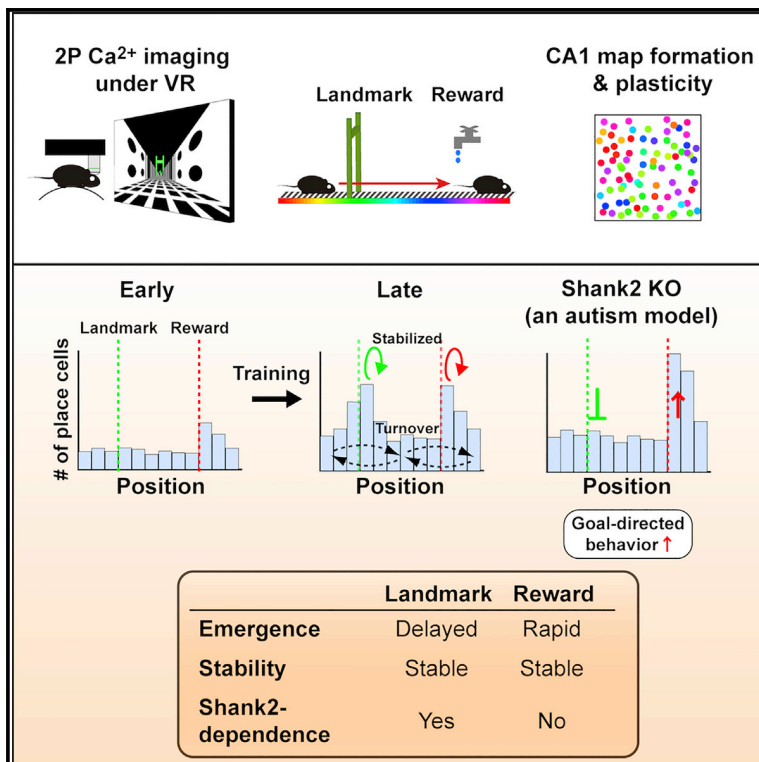 2P Ca²⁺ imaging
under VR
Landmark Reward
CA1 map formation
& plasticity
Early
Landmark Reward
# of place cells
Position
Training
Late
Stabilized
Turnover
Position
Shank2 KO
(an autism model)
Position
Goal-directed
behavior ↑
Landmark Reward
Emergence Delayed Rapid
Stability Stable Stable
Shank2-
dependence Yes No